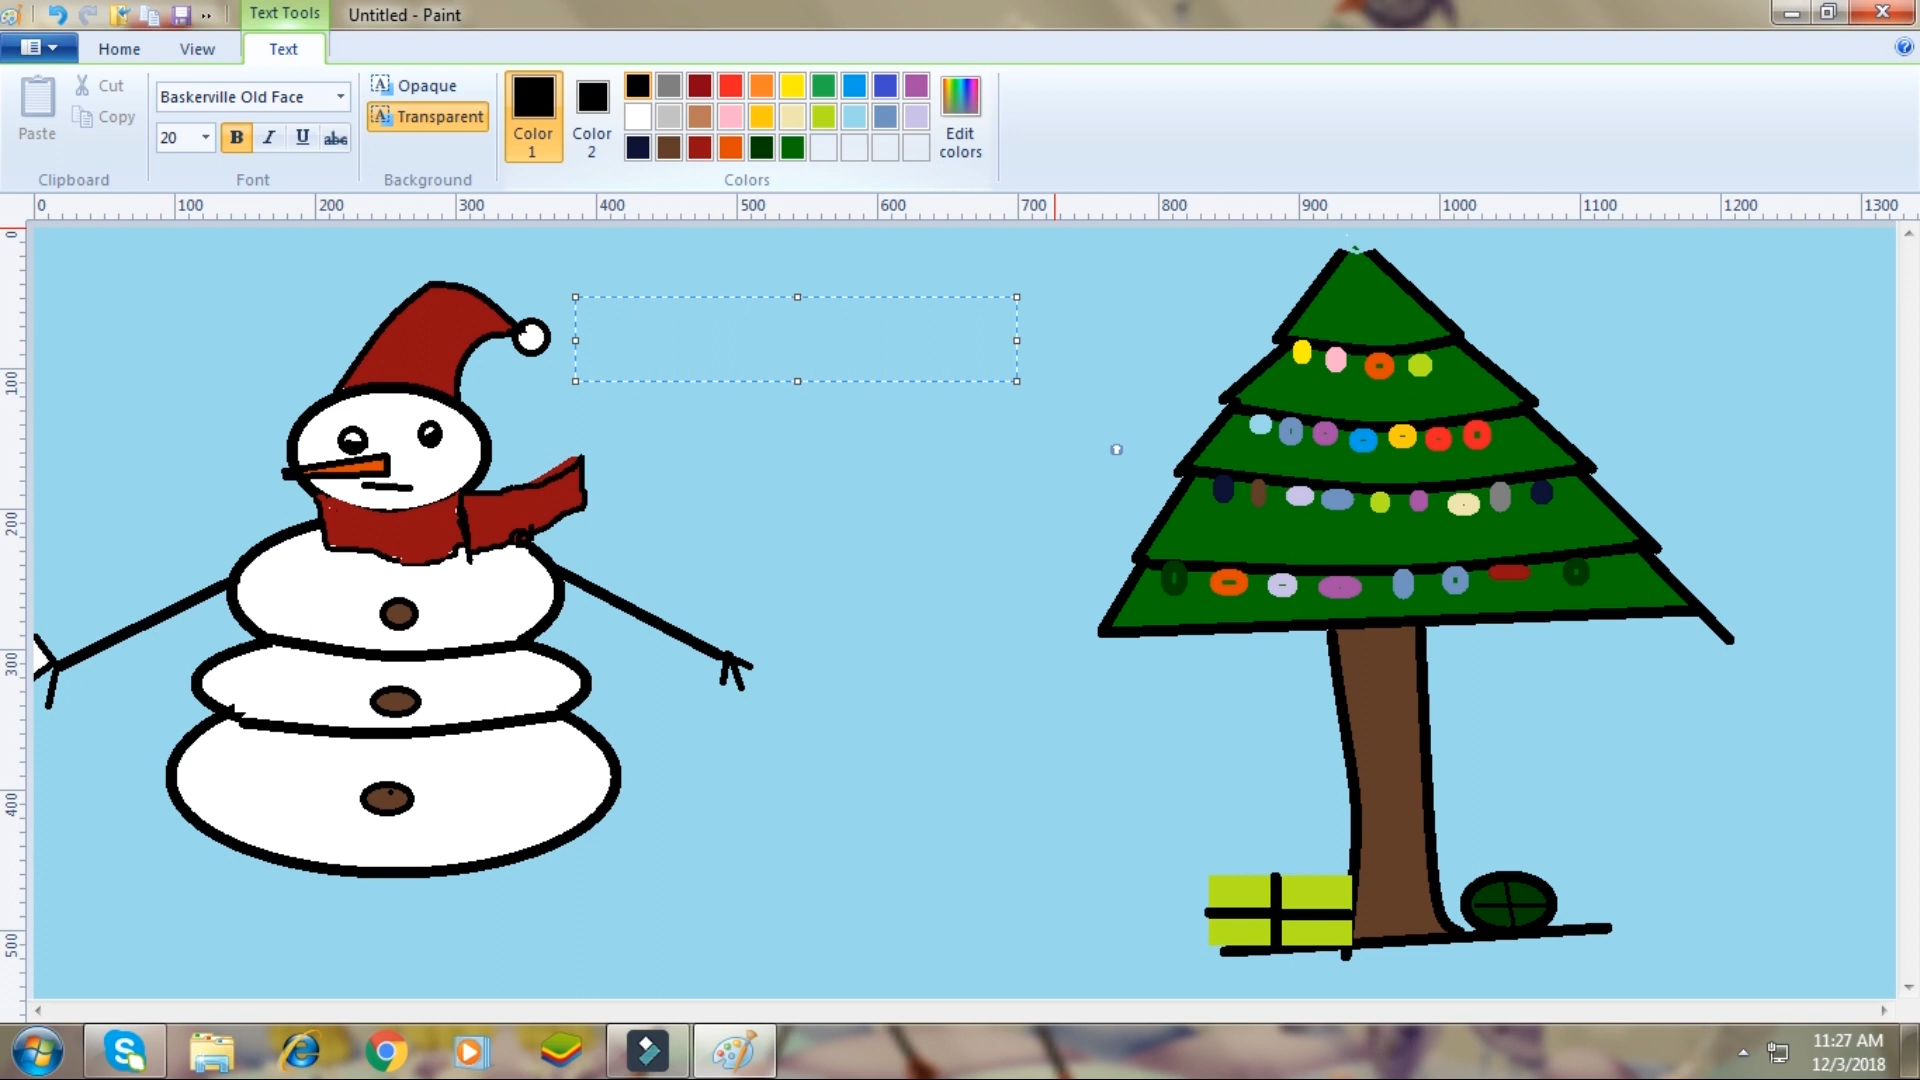 Text Tools
Untitled - Paint
Home View Text
Paste
Cut
Copy
Clipboard
Baskerville Old Face
20 B I U abc
Font
Opaque
Transparent
Background
Color 1
Color 2
Edit colors
Colors
0 100 200 300 400 500 600 700 800 900 1000 1100 1200 1300
0
100
200
300
400
500
11:27 AM
12/3/2018